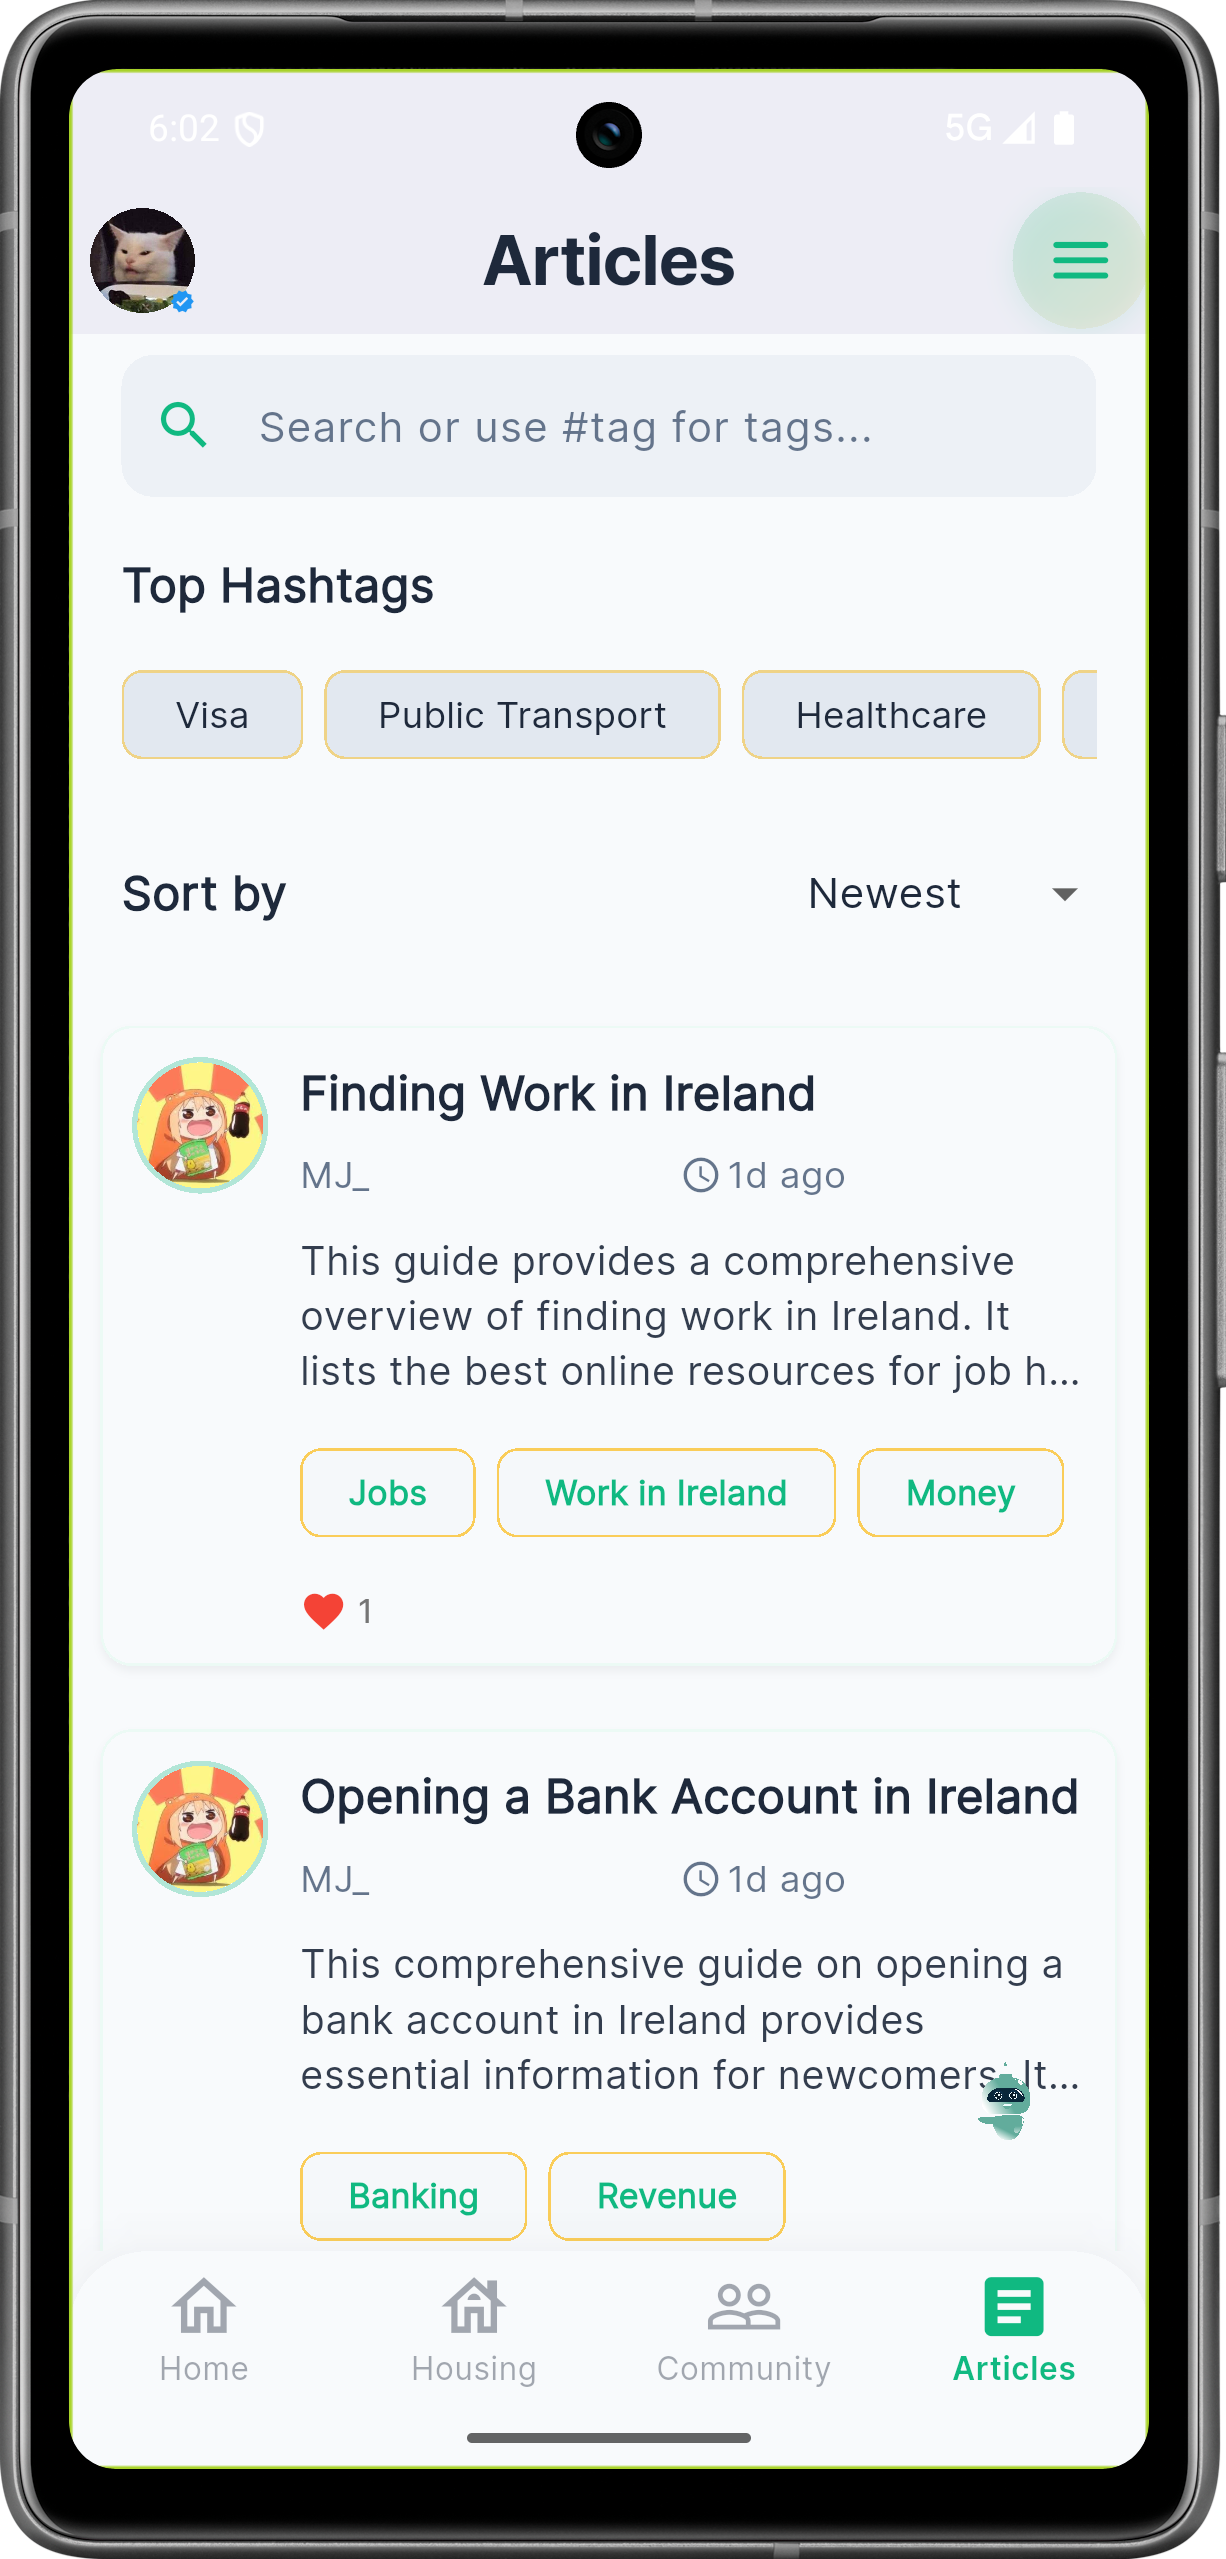 6:02
5G
Articles
Search or use #tag for tags...
Top Hashtags
Visa
Public Transport
Healthcare
Sort by
Newest
Finding Work in Ireland
MJ_
1d ago
This guide provides a comprehensive
overview of finding work in Ireland. It
lists the best online resources for job h...
Jobs
Work in Ireland
Money
1
Opening a Bank Account in Ireland
MJ_
1d ago
This comprehensive guide on opening a
bank account in Ireland provides
essential information for newcomers. It...
Banking
Revenue
Home
Housing
Community
Articles